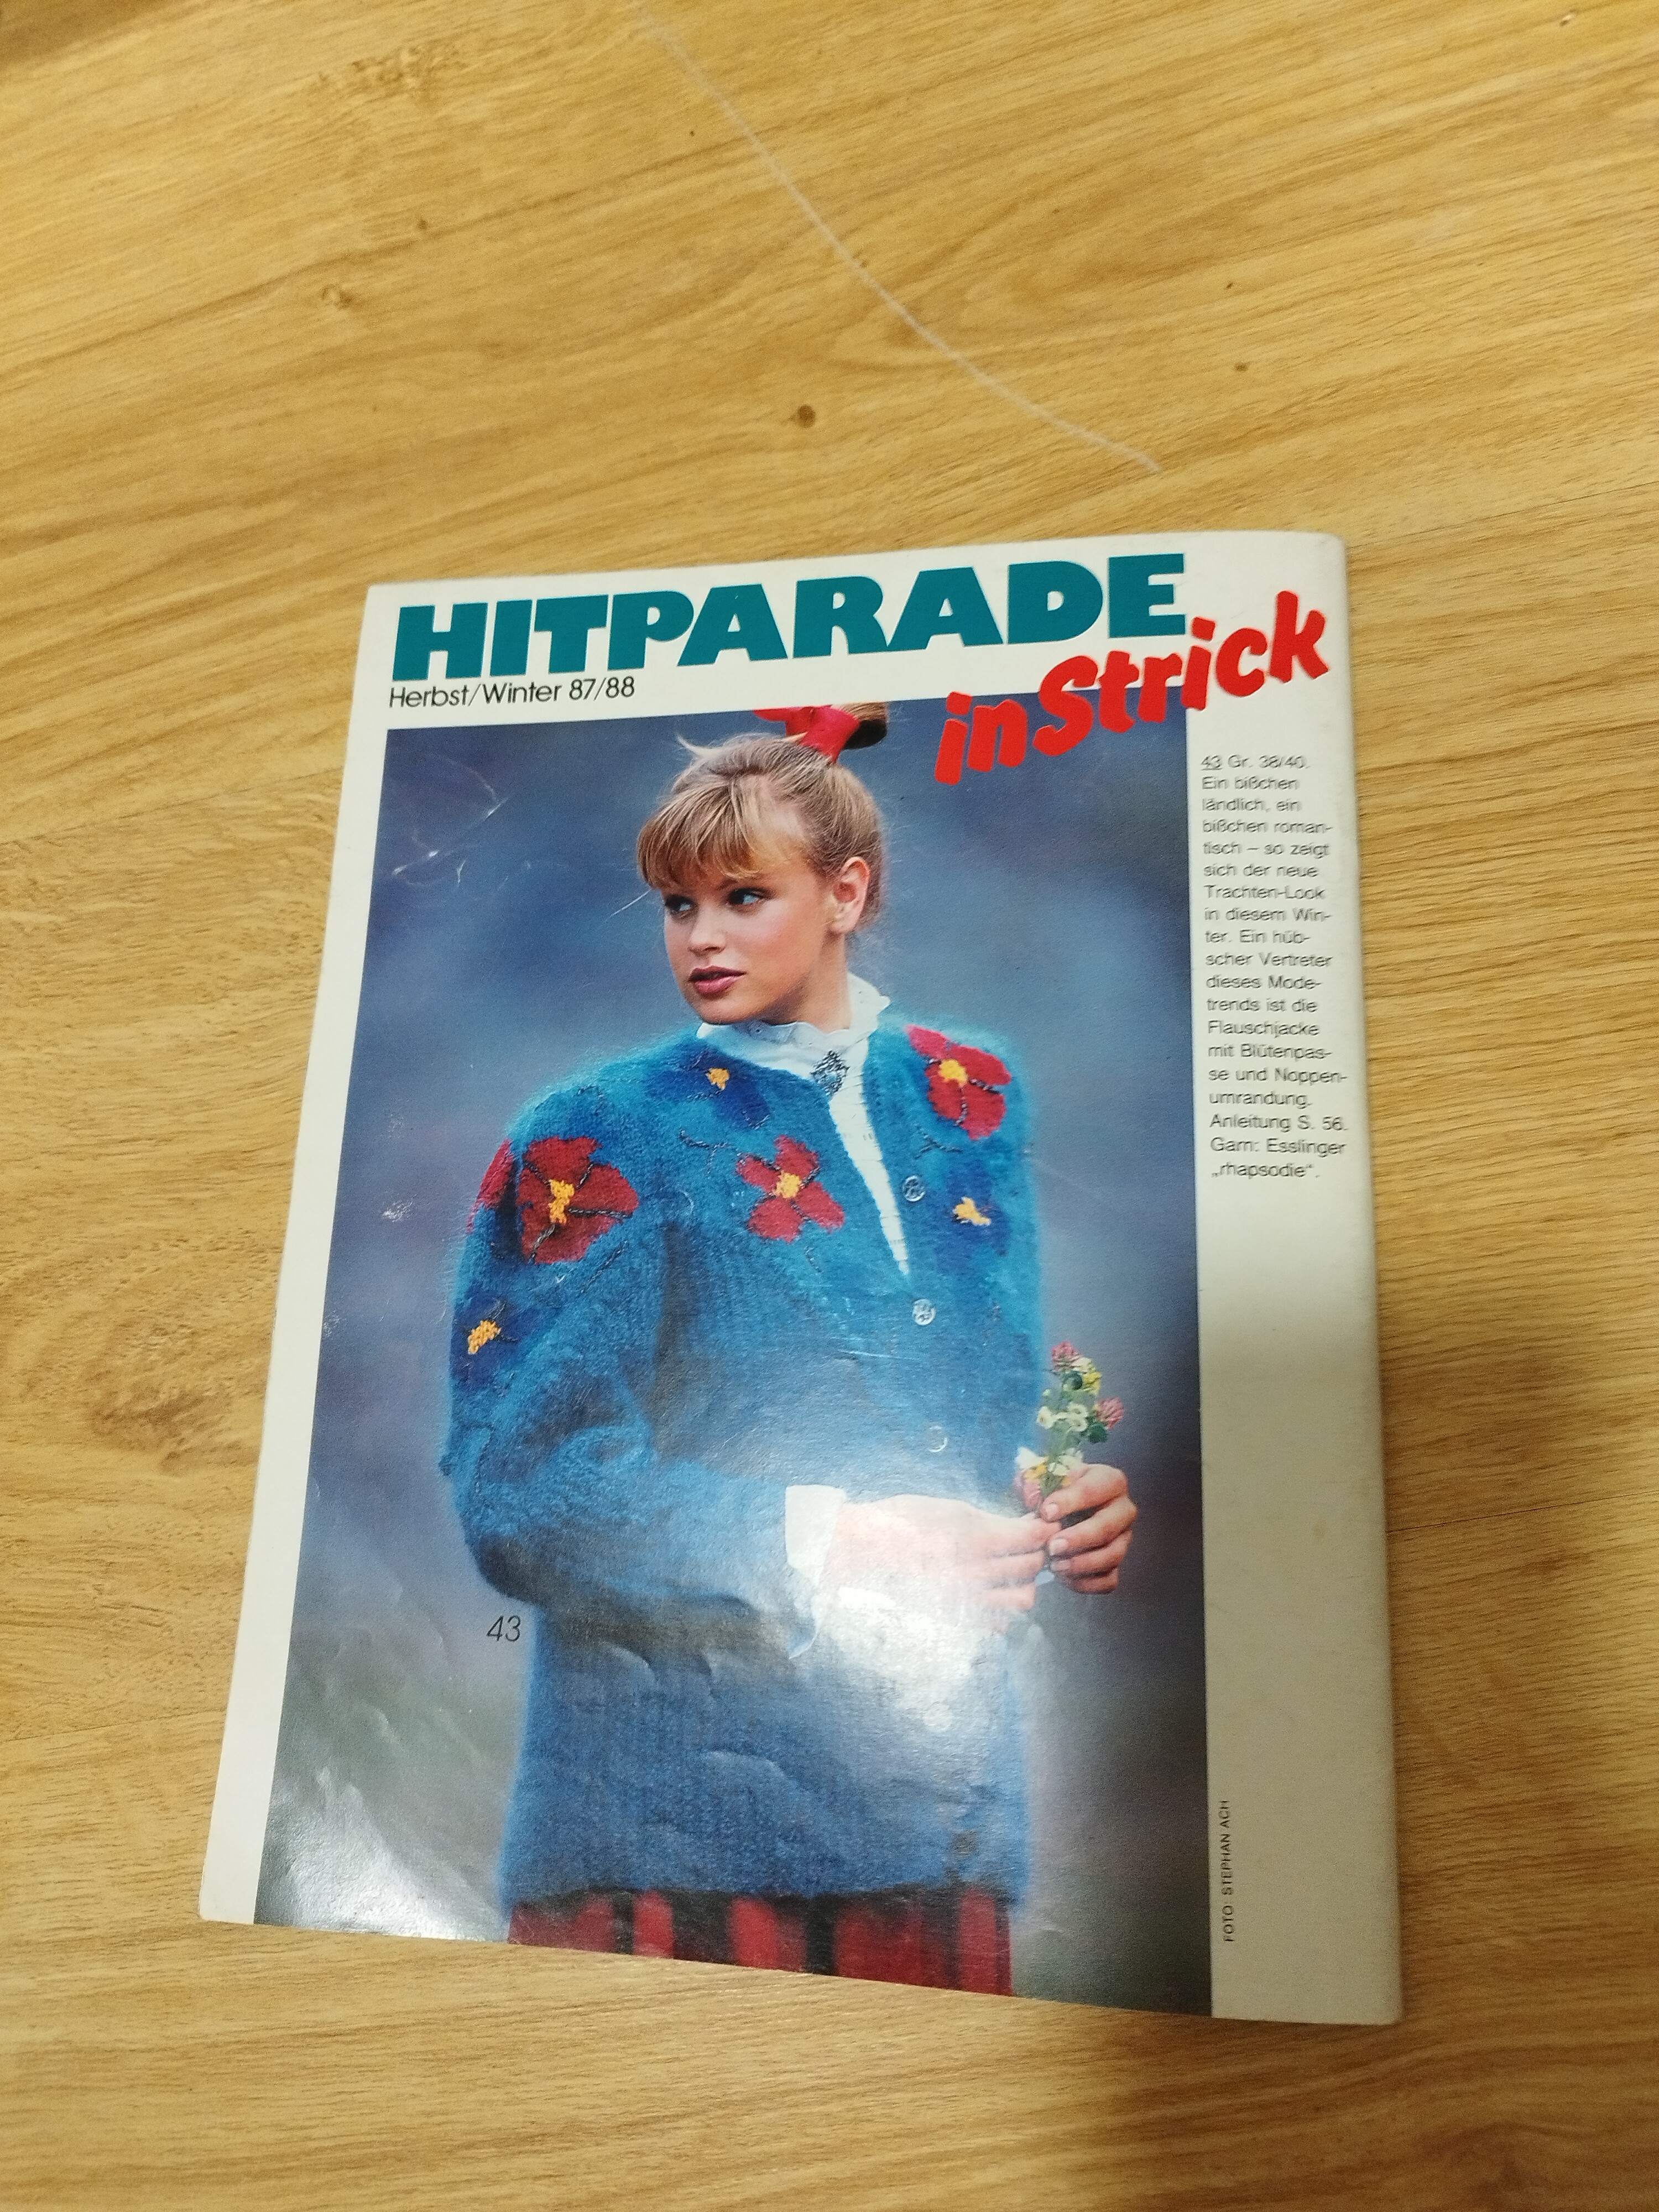 HITPARADE
in Strick
Herbst/Winter 87/88
43 Gr. 38/40.
Ein bißchen
ländlich, ein
bißchen roman-
tisch – so zeigt
sich der neue
Trachten-Look
in diesem Win-
ter. Ein hüb-
scher Vertreter
dieses Mode-
trends ist die
Flauschjacke
mit Blütenpas-
se und Noppen-
umrandung.
Anleitung S. 56.
Garn: Esslinger
„rhapsodie“.
43
FOTO: STEPHAN ACH